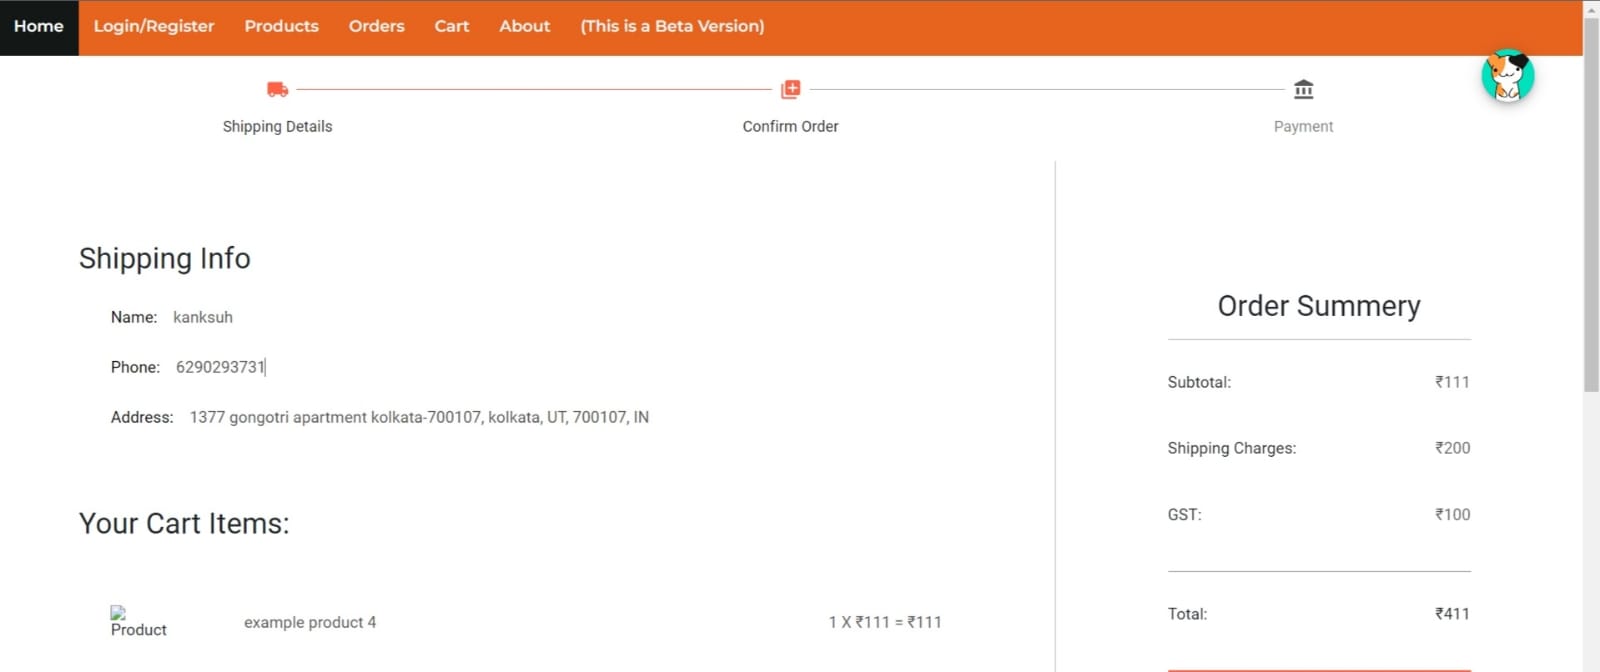 Home Login/Register Products Orders Cart About (This is a Beta Version)
Shipping Details Confirm Order Payment
Shipping Info
Name: kanksuh
Phone: 6290293731
Address: 1377 gongotri apartment kolkata-700107, kolkata, UT, 700107, IN
Your Cart Items:
Product example product 4 1 X ₹111 = ₹111
Order Summery
Subtotal: ₹111
Shipping Charges: ₹200
GST: ₹100
Total: ₹411